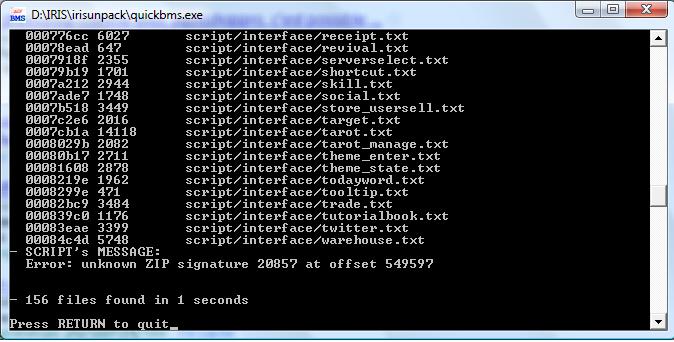 BMS D:\IRIS\irisunpack\quickbms.exe
000776cc 6027 script/interface/receipt.txt
00078ead 647 script/interface/revival.txt
0007918f 2355 script/interface/serverselect.txt
00079b19 1701 script/interface/shortcut.txt
0007a212 2944 script/interface/skill.txt
0007ade7 1748 script/interface/social.txt
0007b518 3449 script/interface/store_usersell.txt
0007c2e6 2016 script/interface/target.txt
0007cb1a 14118 script/interface/tarot.txt
0008029b 2082 script/interface/tarot_manage.txt
00080b17 2711 script/interface/theme_enter.txt
00081608 2878 script/interface/theme_state.txt
0008219e 1962 script/interface/todayword.txt
0008299e 471 script/interface/tooltip.txt
00082bc9 3484 script/interface/trade.txt
000839c0 1176 script/interface/tutorialbook.txt
00083eae 3399 script/interface/twitter.txt
00084c4d 5748 script/interface/warehouse.txt
- SCRIPT's MESSAGE:
Error: unknown ZIP signature 20857 at offset 549597
- 156 files found in 1 seconds
Press RETURN to quit_